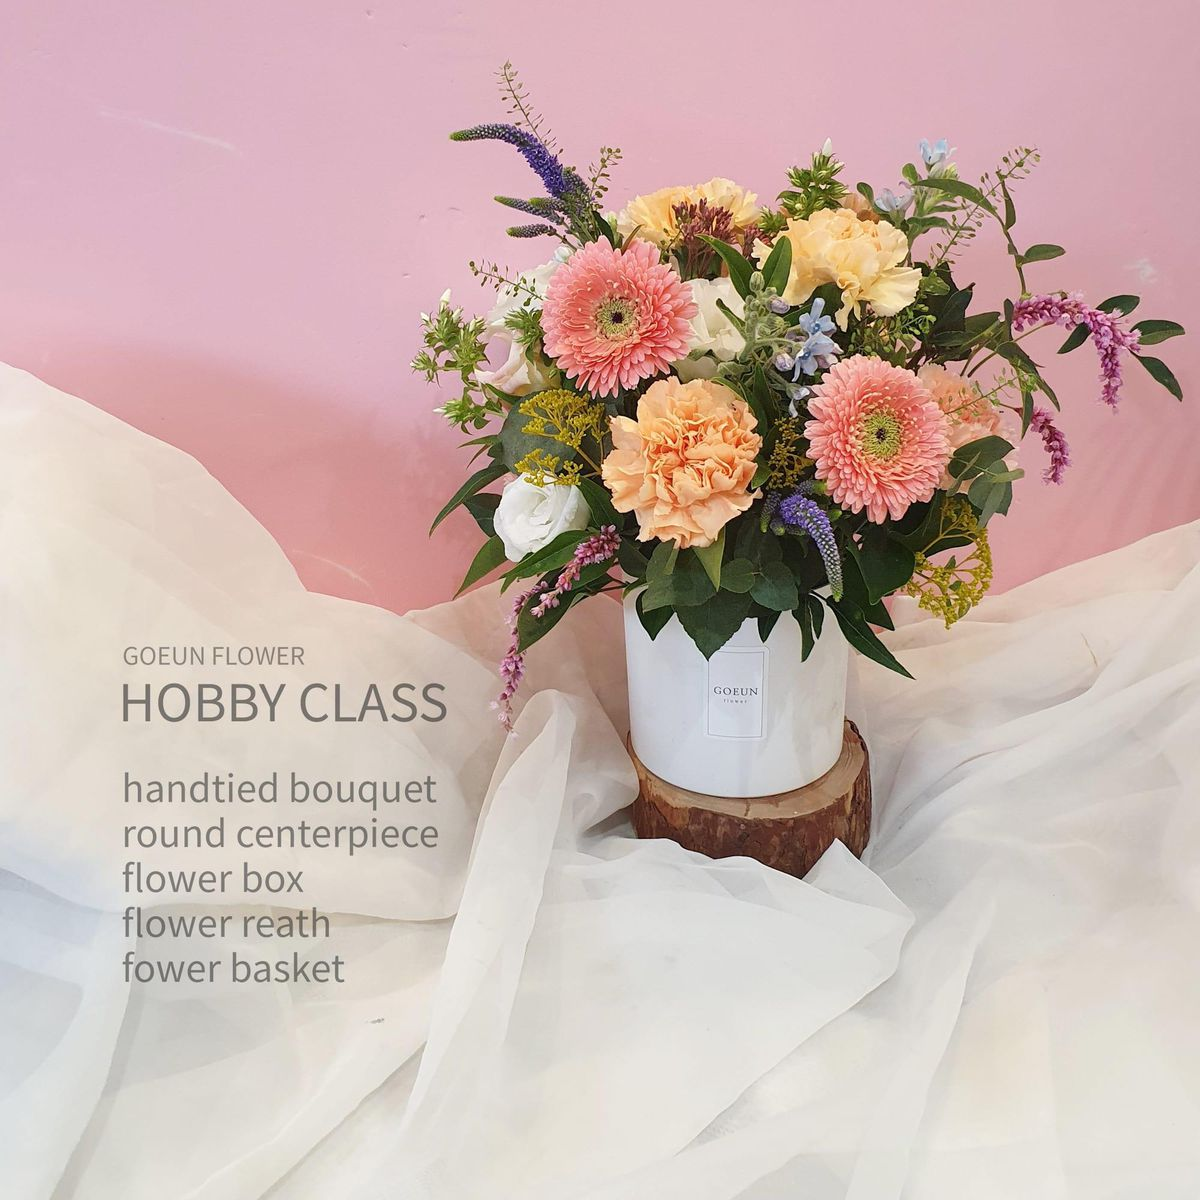 GOEUN FLOWER
HOBBY CLASS
handtied bouquet
round centerpiece
flower box
flower reath
fower basket
GOEUN
flower